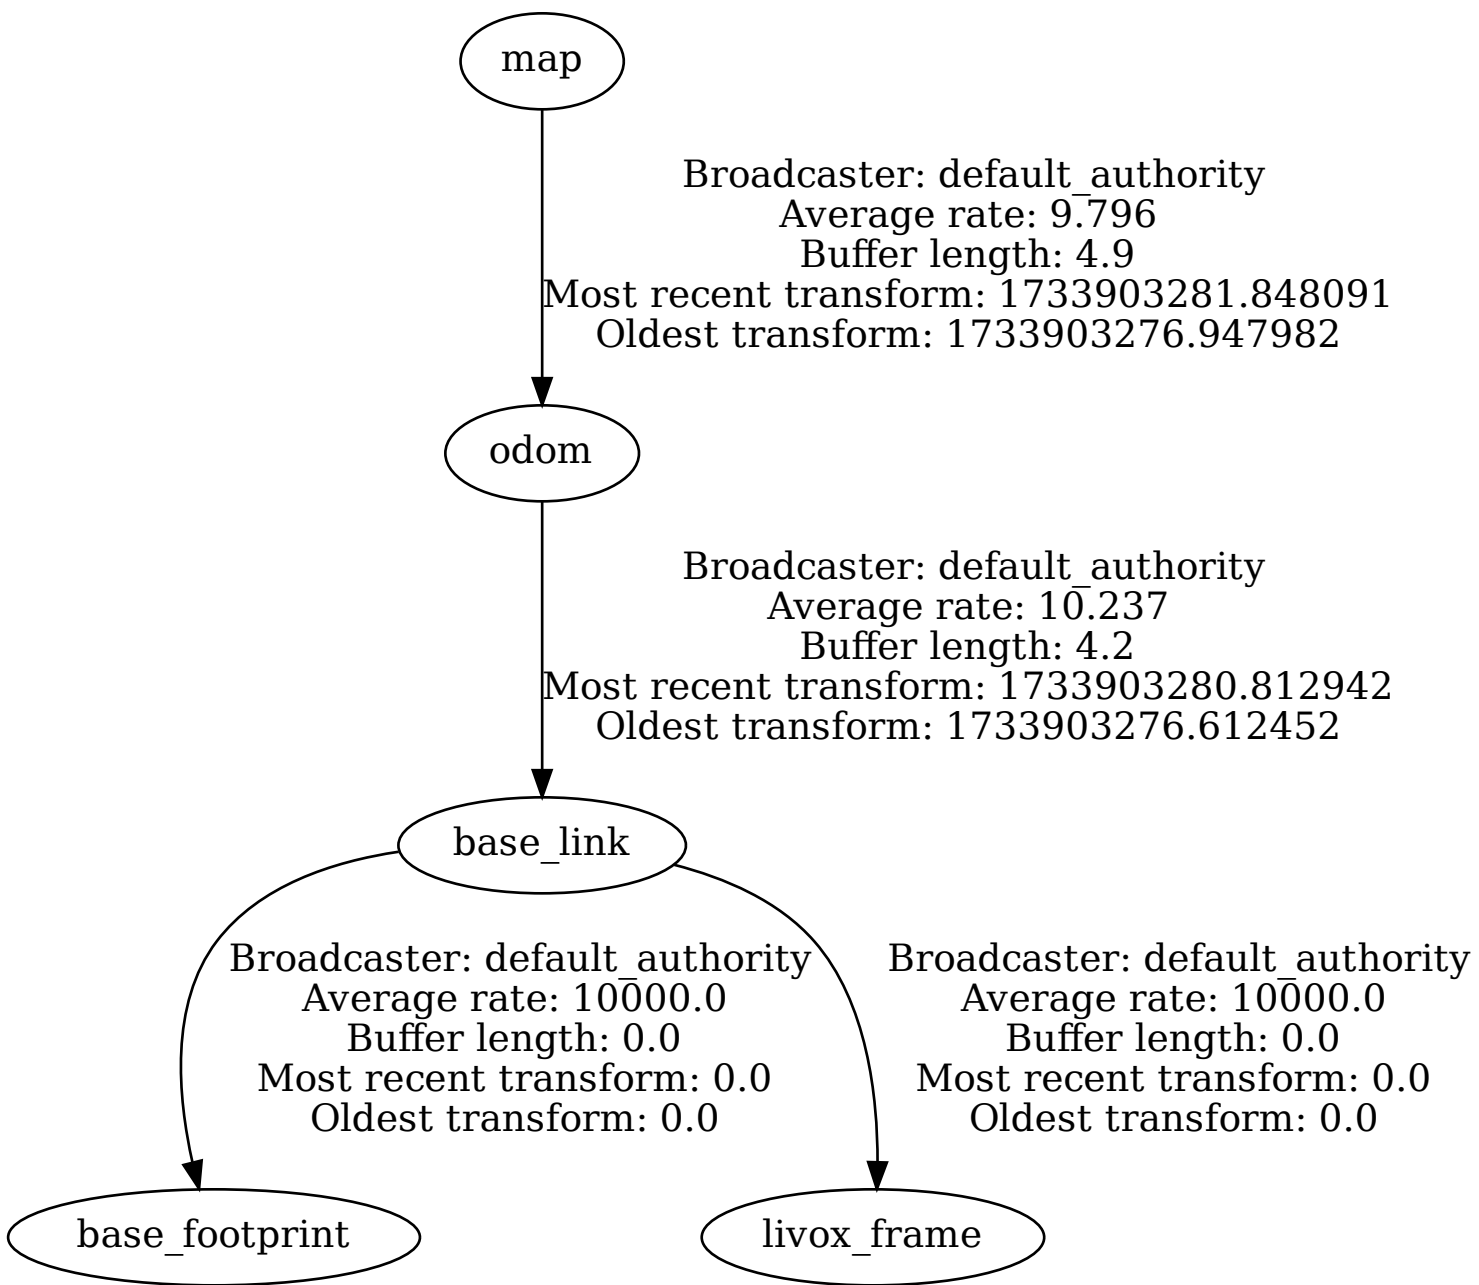 map
Broadcaster: default_authority
Average rate: 9.796
Buffer length: 4.9
Most recent transform: 1733903281.848091
Oldest transform: 1733903276.947982
odom
Broadcaster: default_authority
Average rate: 10.237
Buffer length: 4.2
Most recent transform: 1733903280.812942
Oldest transform: 1733903276.612452
base_link
Broadcaster: default_authority
Average rate: 10000.0
Buffer length: 0.0
Most recent transform: 0.0
Oldest transform: 0.0
Broadcaster: default_authority
Average rate: 10000.0
Buffer length: 0.0
Most recent transform: 0.0
Oldest transform: 0.0
base_footprint
livox_frame